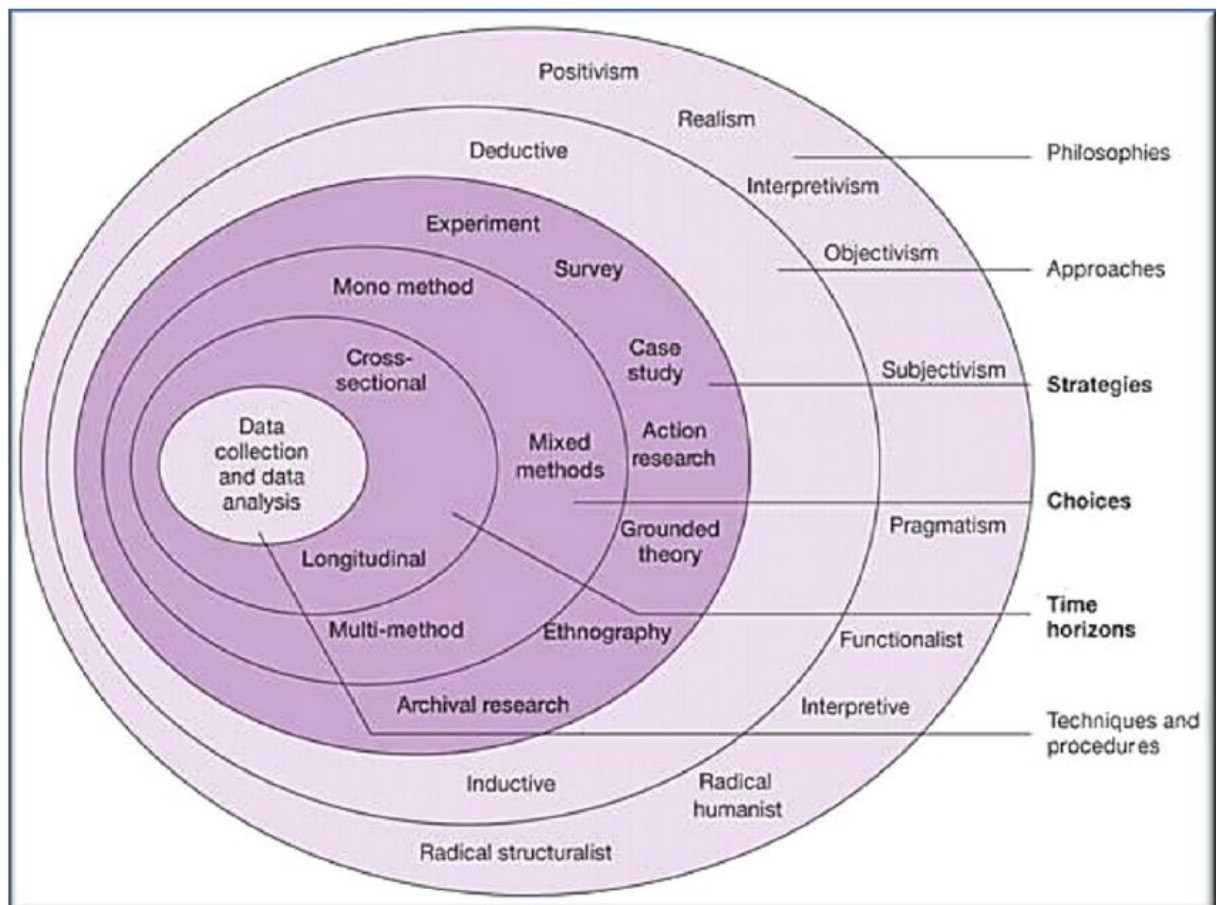 Positivism
Realism
Deductive
Philosophies
Interpretivism
Experiment
Objectivism
Survey
Approaches
Mono method
Case
study
Cross-
sectional
Subjectivism
Strategies
Data
collection
and data
analysis
Mixed
methods
Action
research
Choices
Grounded
theory
Pragmatism
Longitudinal
Time
horizons
Multi-method
Ethnography
Functionalist
Archival research
Interpretive
Techniques and
procedures
Inductive
Radical
humanist
Radical structuralist